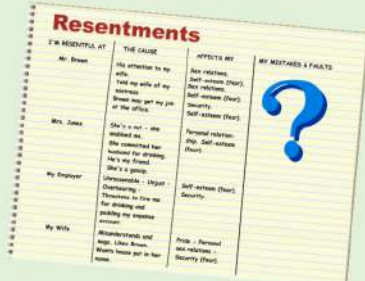 Resentments
I'M RESENTFUL AT THE CAUSE AFFECTS MY MY MISTAKES & FAULTS
Mr. Brown
His attention to my
wife.
Told my wife of my
mistress.
Brown may get my job
at the office.
Sex relations.
Self-esteem (fear).
Sex relations.
Self-esteem (fear).
Security.
Self-esteem (fear).
Mrs. Jones
She's a nut - she
snubbed me.
She committed her
husband for drinking.
He's my friend.
She's a gossip.
Personal relation-
ship. Self-esteem
(fear).
My Employer
Unreasonable - Unjust -
Overbearing -
Threatens to fire me
for drinking and
padding my expense
account.
Self-esteem (fear).
Security.
My Wife
Misunderstands and
nags. Likes Brown.
Wants house put in her
name.
Pride - Personal
sex relations -
Security (fear).
?